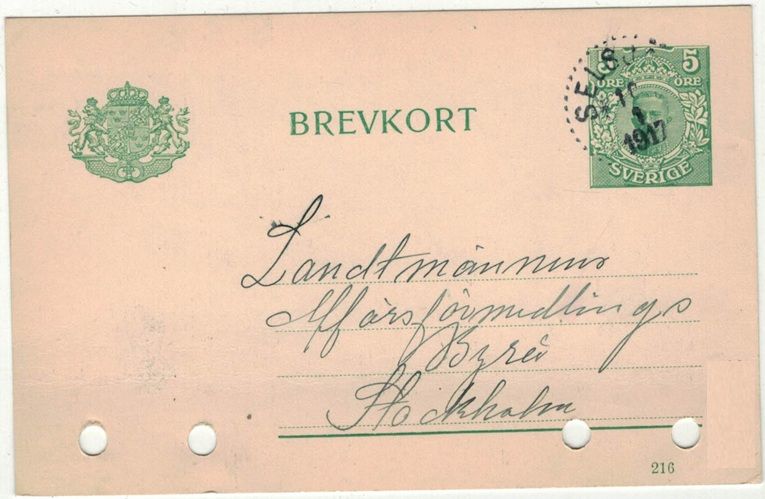 BREVKORT
5 5
ÖRE ÖRE
SVERIGE
1917
Landtmännens
Affärsförmedlings
Byrå
Stockholm
216